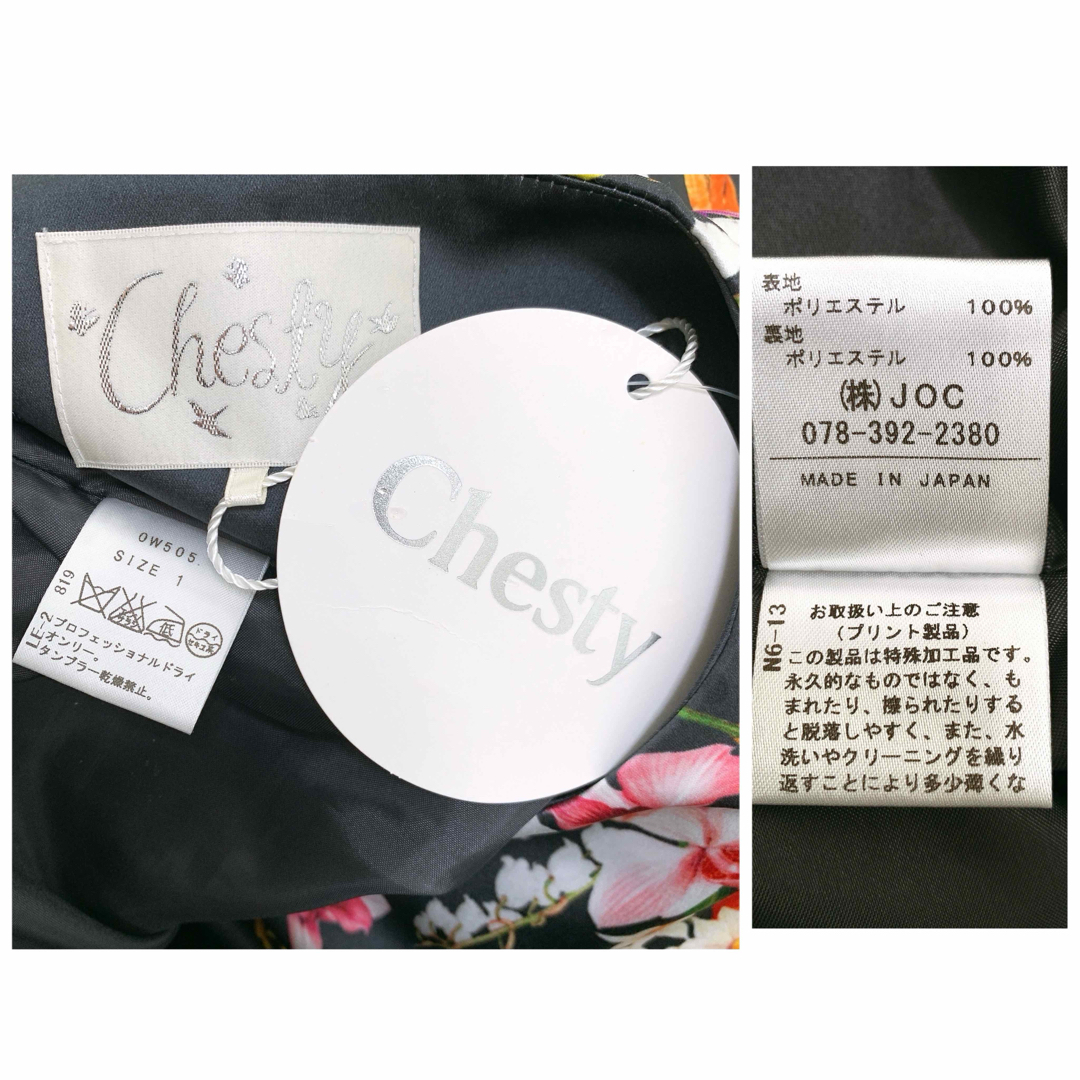 Chesty
Chesty
0W505.
SIZE 1
819
低
ドライ
セキユ系
LE-2
プロフェッショナルドライ
オンリー。
タンブラー乾燥禁止。
表地
ポリエステル 100%
裏地
ポリエステル 100%
(株)JOC
078-392-2380
MADE IN JAPAN
N6-13
お取扱い上のご注意
(プリント製品)
この製品は特殊加工品です。
永久的なものではなく、も
まれたり、擦られたりする
と脱落しやすく、また、水
洗いやクリーニングを繰り
返すことにより多少薄くな